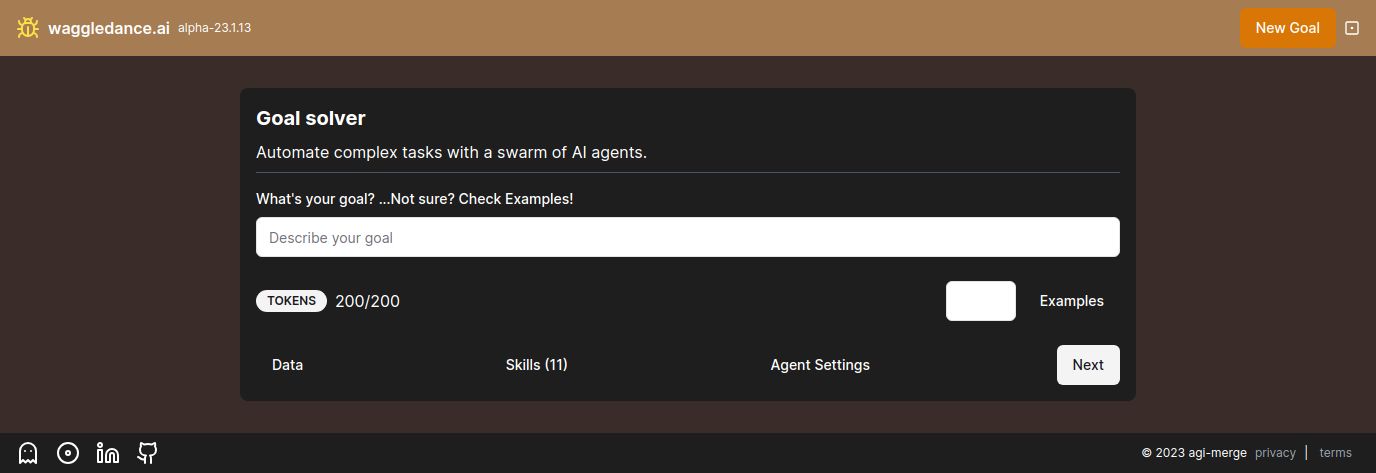 waggledance.ai alpha-23.1.13 New Goal
Goal solver
Automate complex tasks with a swarm of AI agents.
What's your goal? ...Not sure? Check Examples!
Describe your goal
TOKENS 200/200 Examples
Data Skills (11) Agent Settings Next
© 2023 agi-merge privacy | terms